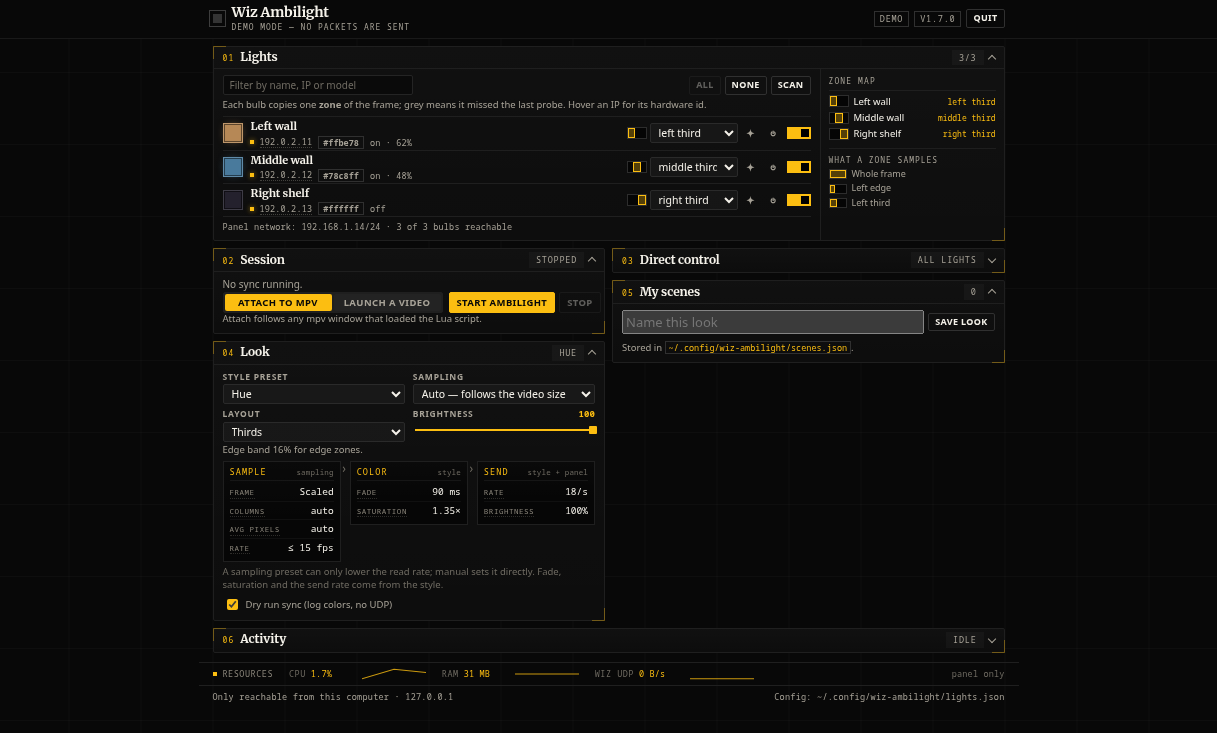 Wiz Ambilight
DEMO MODE — NO PACKETS ARE SENT
DEMO
V1.7.0
QUIT
01 Lights
3/3
Filter by name, IP or model
ALL
NONE
SCAN
Each bulb copies one zone of the frame; grey means it missed the last probe. Hover an IP for its hardware id.
Left wall
192.0.2.11 #ffbe78 on · 62%
left third
Middle wall
192.0.2.12 #78c8ff on · 48%
middle third
Right shelf
192.0.2.13 #ffffff off
right third
Panel network: 192.168.1.14/24 · 3 of 3 bulbs reachable
ZONE MAP
Left wall left third
Middle wall middle third
Right shelf right third
WHAT A ZONE SAMPLES
Whole frame
Left edge
Left third
02 Session
STOPPED
No sync running.
ATTACH TO MPV
LAUNCH A VIDEO
START AMBILIGHT
STOP
Attach follows any mpv window that loaded the Lua script.
03 Direct control
ALL LIGHTS
05 My scenes
0
Name this look
SAVE LOOK
Stored in ~/.config/wiz-ambilight/scenes.json.
04 Look
HUE
STYLE PRESET
Hue
SAMPLING
Auto — follows the video size
LAYOUT
Thirds
BRIGHTNESS 100
Edge band 16% for edge zones.
SAMPLE sampling
FRAME Scaled
COLUMNS auto
AVG PIXELS auto
RATE ≤ 15 fps
›
COLOR style
FADE 90 ms
SATURATION 1.35×
›
SEND style + panel
RATE 18/s
BRIGHTNESS 100%
A sampling preset can only lower the read rate; manual sets it directly. Fade,
saturation and the send rate come from the style.
Dry run sync (log colors, no UDP)
06 Activity
IDLE
RESOURCES CPU 1.7% RAM 31 MB WIZ UDP 0 B/s panel only
Only reachable from this computer · 127.0.0.1
Config: ~/.config/wiz-ambilight/lights.json